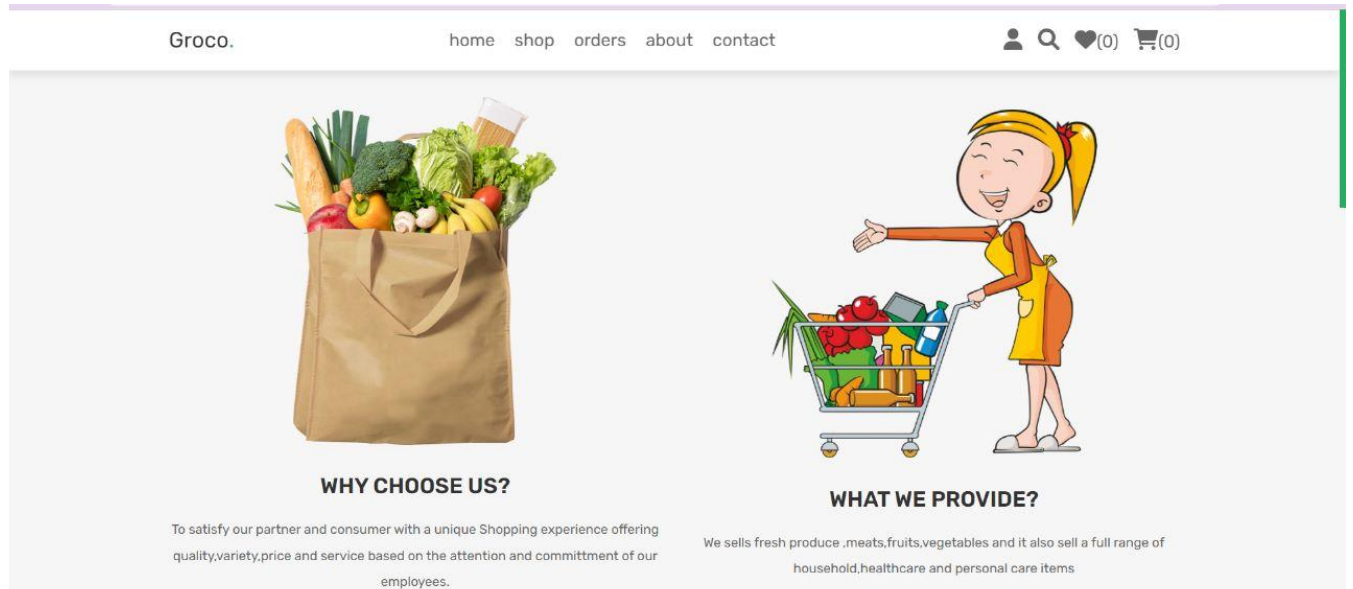 Groco.
home shop orders about contact
(0) (0)
WHY CHOOSE US?
To satisfy our partner and consumer with a unique Shopping experience offering
quality,variety,price and service based on the attention and committment of our
employees.
WHAT WE PROVIDE?
We sells fresh produce ,meats,fruits,vegetables and it also sell a full range of
household,healthcare and personal care items